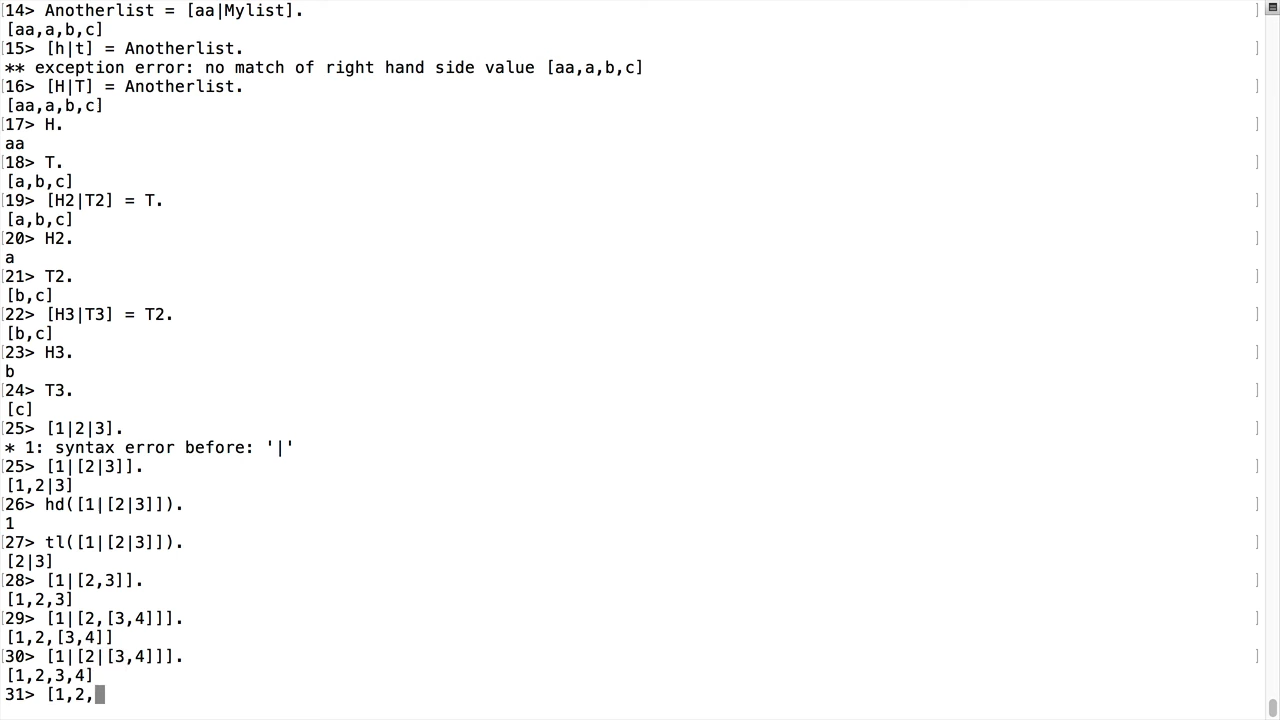 [14> Anotherlist = [aa|Mylist]. ]
[aa,a,b,c]
[15> [h|t] = Anotherlist. ]
** exception error: no match of right hand side value [aa,a,b,c]
[16> [H|T] = Anotherlist. ]
[aa,a,b,c]
[17> H. ]
aa
[18> T. ]
[a,b,c]
[19> [H2|T2] = T. ]
[a,b,c]
[20> H2. ]
a
[21> T2. ]
[b,c]
[22> [H3|T3] = T2. ]
[b,c]
[23> H3. ]
b
[24> T3. ]
[c]
[25> [1|2|3]. ]
* 1: syntax error before: '|'
[25> [1|[2|3]]. ]
[1,2|3]
[26> hd([1|[2|3]]). ]
1
[27> tl([1|[2|3]]). ]
[2|3]
[28> [1|[2,3]]. ]
[1,2,3]
[29> [1|[2,[3,4]]]. ]
[1,2,[3,4]]
[30> [1|[2|[3,4]]]. ]
[1,2,3,4]
31> [1,2,